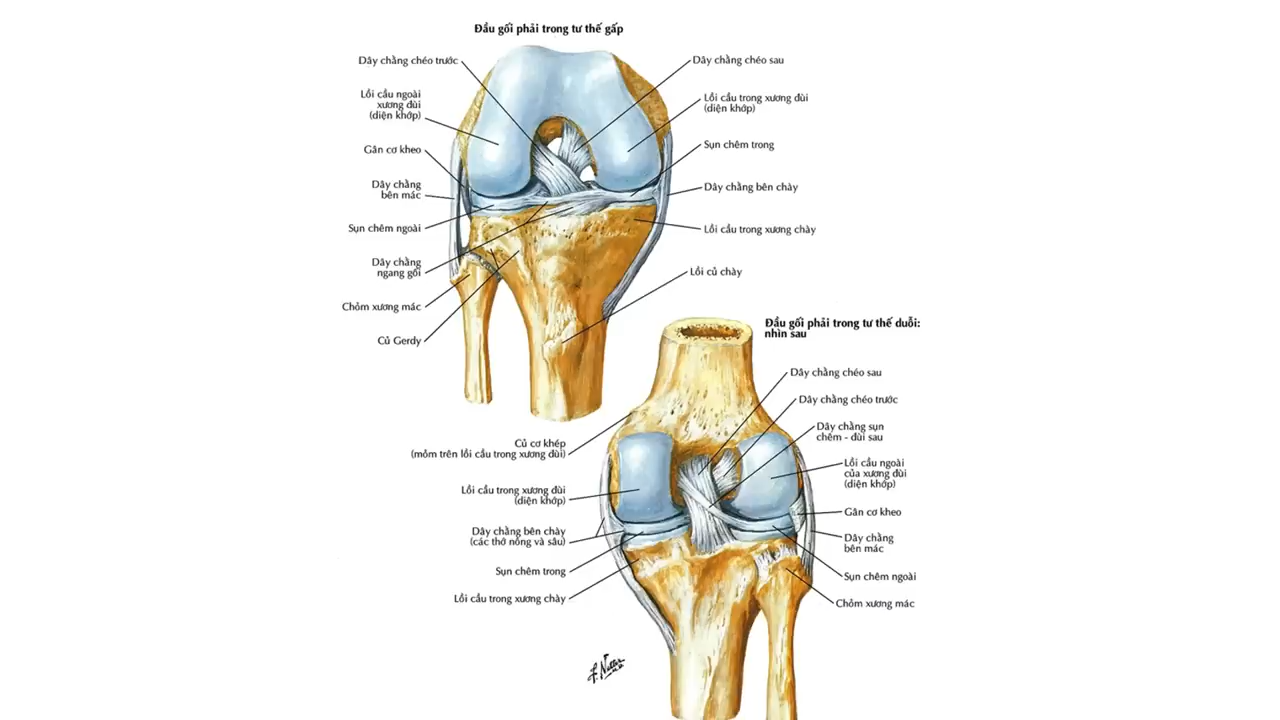 Đầu gối phải trong tư thế gấp
Dây chằng chéo trước
Lồi cầu ngoài
xương đùi
(diện khớp)
Gân cơ kheo
Dây chằng
bên mác
Sụn chêm ngoài
Dây chằng
ngang gối
Chỏm xương mác
Củ Gerdy
Dây chằng chéo sau
Lồi cầu trong xương đùi
(diện khớp)
Sụn chêm trong
Dây chằng bên chày
Lồi cầu trong xương chày
Lồi củ chày
Đầu gối phải trong tư thế duỗi:
nhìn sau
Củ cơ khép
(mỏm trên lồi cầu trong xương đùi)
Lồi cầu trong xương đùi
(diện khớp)
Dây chằng bên chày
(các thớ nông và sâu)
Sụn chêm trong
Lồi cầu trong xương chày
Dây chằng chéo sau
Dây chằng chéo trước
Dây chằng sụn
chêm - đùi sau
Lồi cầu ngoài
của xương đùi
(diện khớp)
Gân cơ kheo
Dây chằng
bên mác
Sụn chêm ngoài
Chỏm xương mác